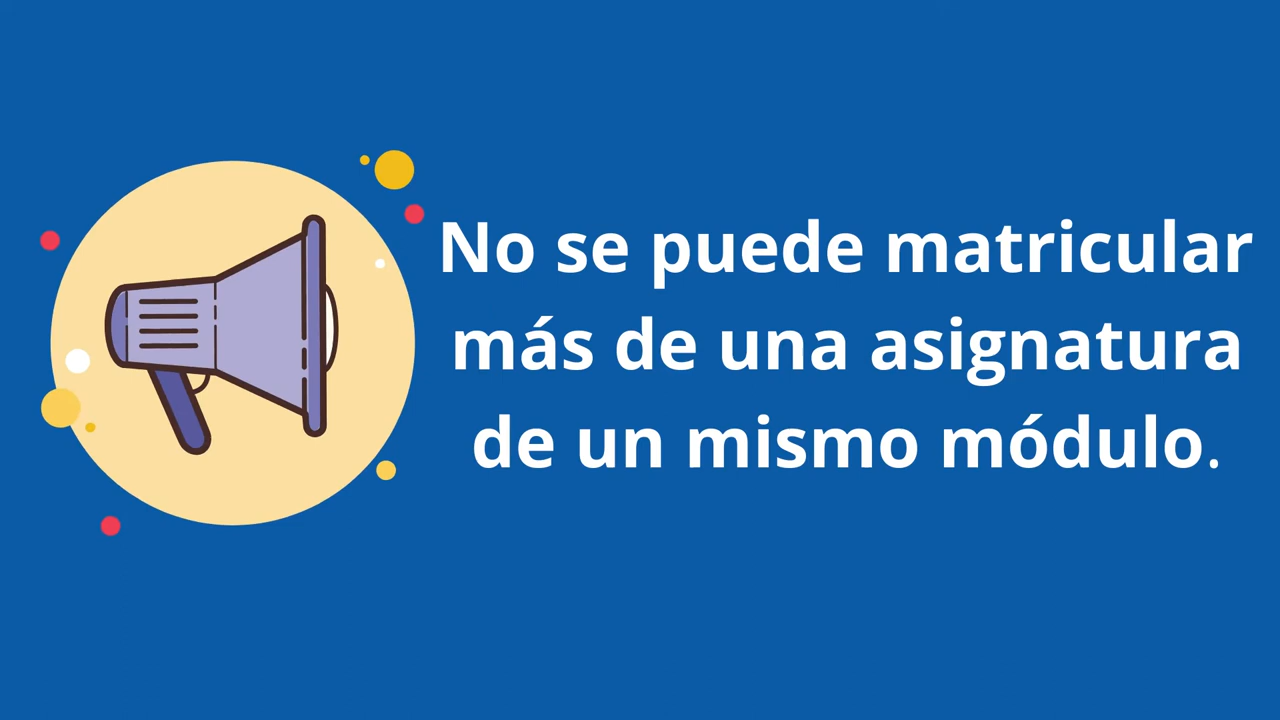 No se puede matricular
más de una asignatura
de un mismo módulo.